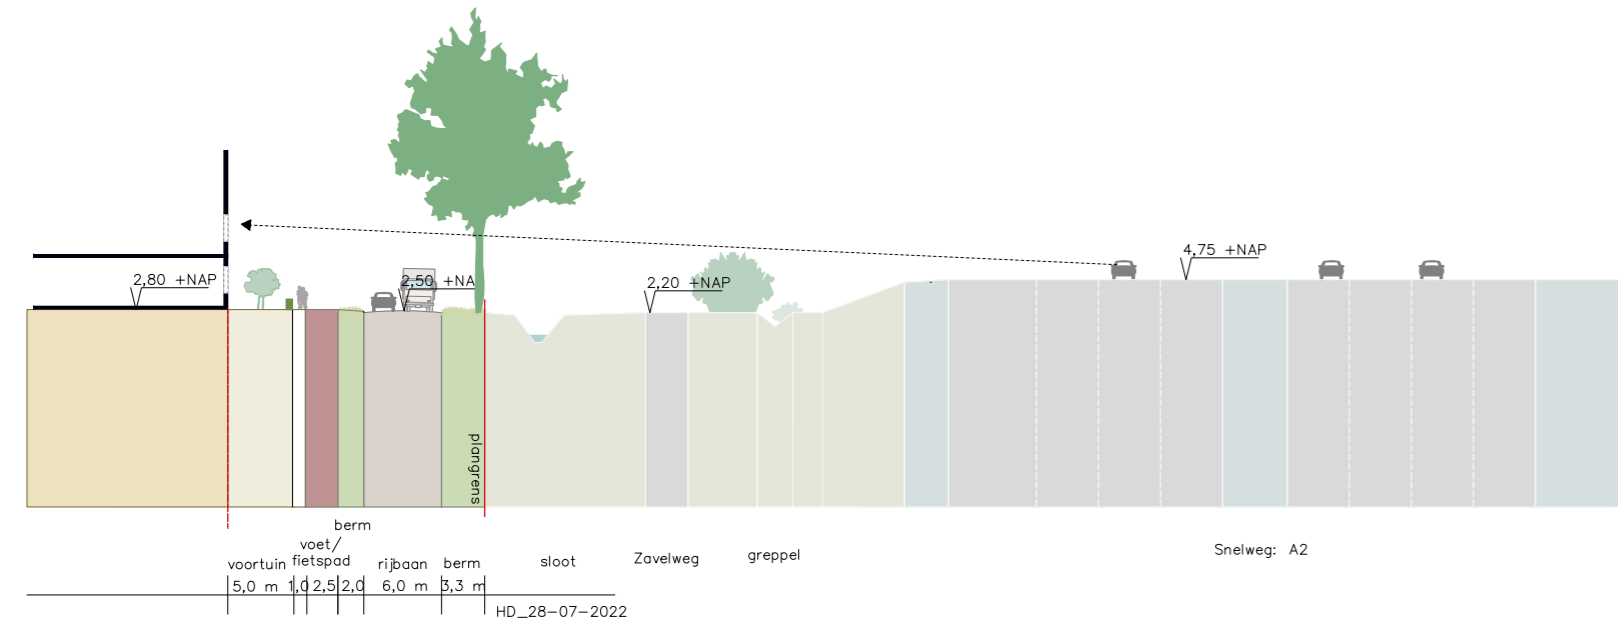 4,75 +NAP
2,80 +NAP
2,50 +NA
2,20 +NAP
plangrens
berm
voet/
fietspad
voortuin
rijbaan
berm
sloot
Zavelweg
greppel
Snelweg: A2
5,0 m
1,0
2,5
2,0
6,0 m
3,3 m
HD_28-07-2022